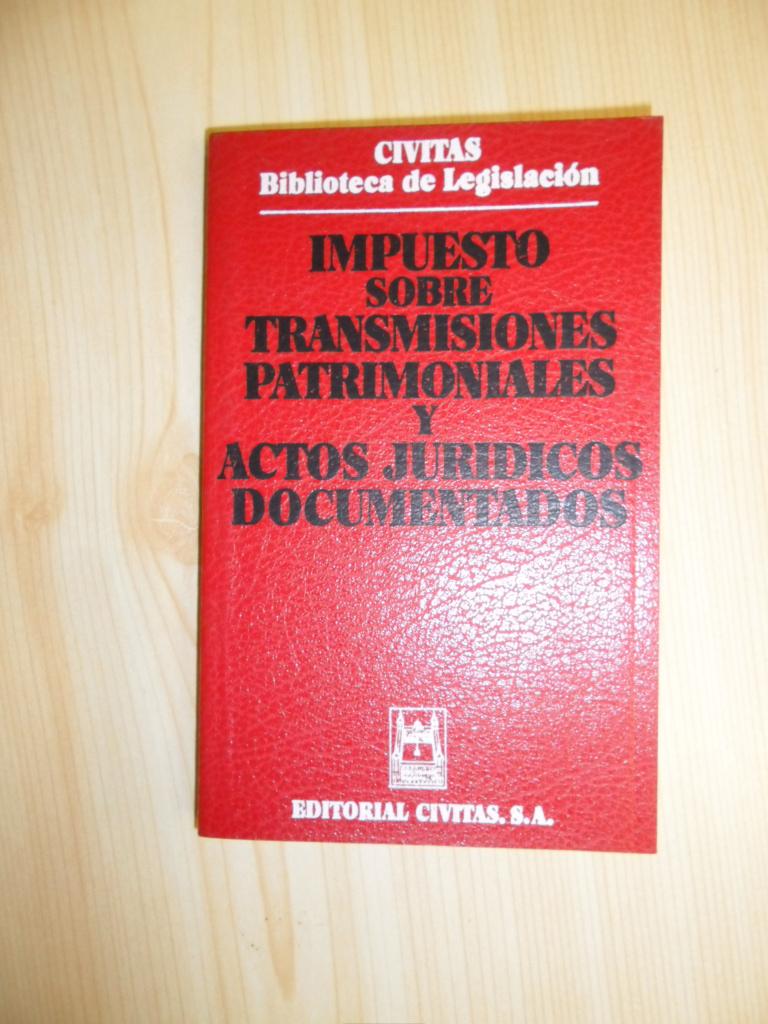 CIVITAS
Biblioteca de Legislación
IMPUESTO
SOBRE
TRANSMISIONES
PATRIMONIALES
Y
ACTOS JURIDICOS
DOCUMENTADOS
EDITORIAL CIVITAS, S.A.